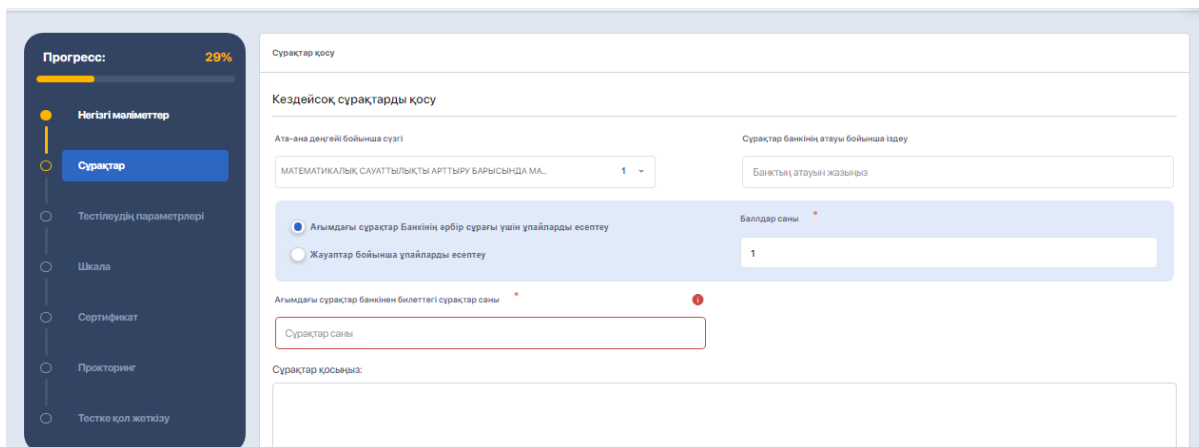 Прогресс: 29%
Негізгі мәліметтер
Сұрақтар
Тестілеудің параметрлері
Шкала
Сертификат
Прокторинг
Тестке қол жеткізу
Сұрақтар қосу
Кездейсоқ сұрақтарды қосу
Ата-ана деңгейі бойынша сүзгі
Сұрақтар банкінің атауы бойынша іздеу
МАТЕМАТИКАЛЫҚ САУАТТЫЛЫҚТЫ АРТТЫРУ БАРЫСЫНДА МА... 1
Банктың атауын жазыңыз
Ағымдағы сұрақтар Банкінің әрбір сұрағы үшін ұпайларды есептеу
Жауаптар бойынша ұпайларды есептеу
Баллдар саны *
1
Ағымдағы сұрақтар банкінен билеттегі сұрақтар саны *
Сұрақтар саны
Сұрақтар қосыңыз: